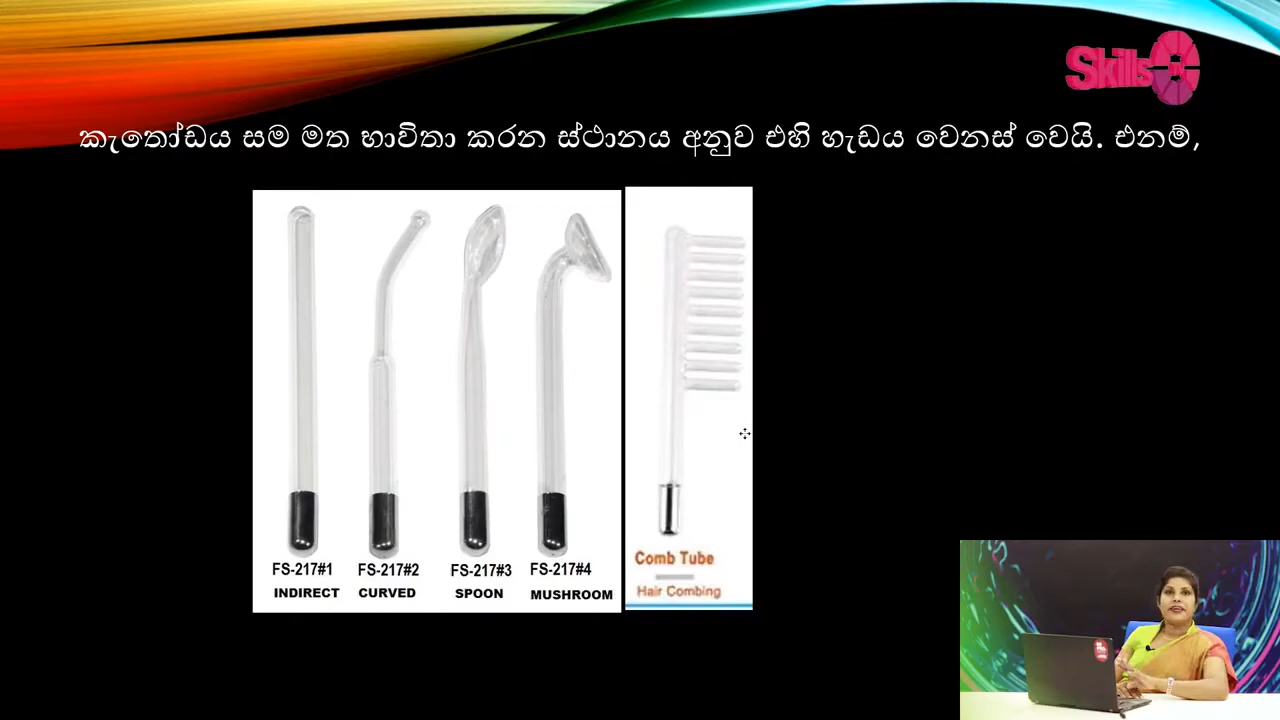 Skills
කැතෝඩය සම මත භාවිතා කරන ස්ථානය අනුව එහි හැඩය වෙනස් වෙයි. එනම්,
FS-217#1 FS-217#2 FS-217#3 FS-217#4
INDIRECT CURVED SPOON MUSHROOM
Comb Tube
Hair Combing